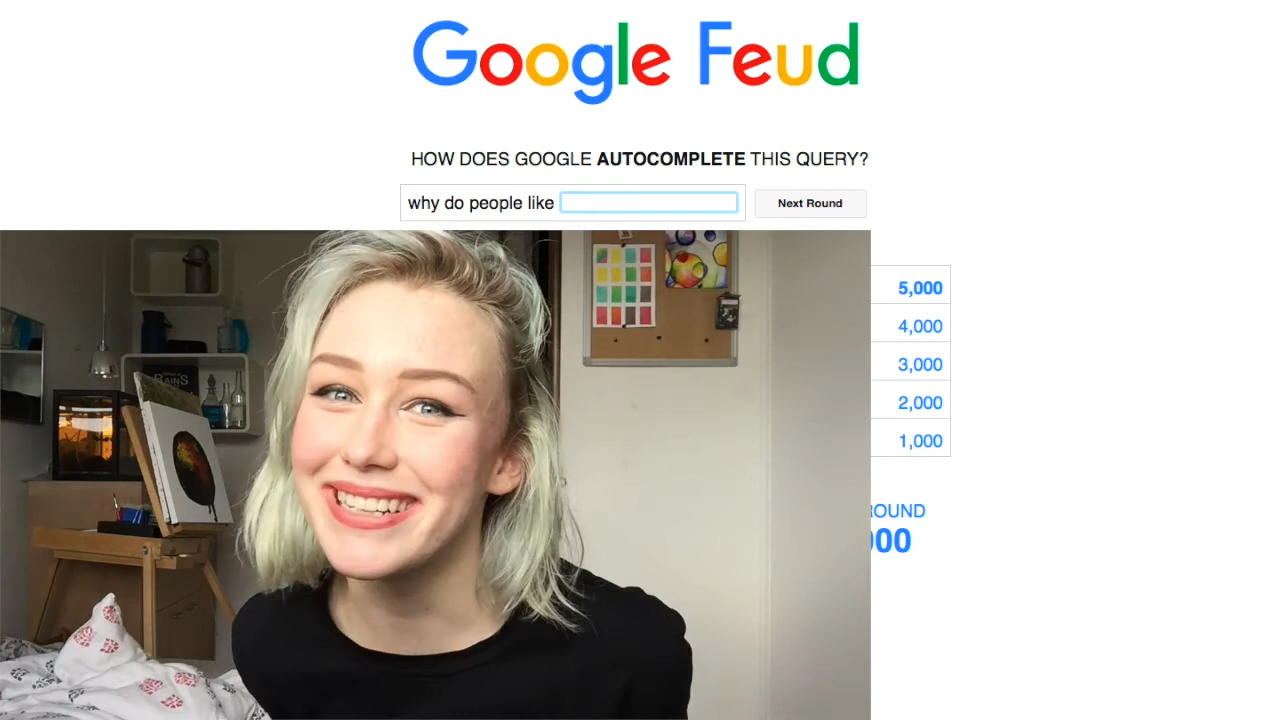 Google Feud
HOW DOES GOOGLE AUTOCOMPLETE THIS QUERY?
why do people like
Next Round
5,000
4,000
3,000
2,000
1,000
RAINS